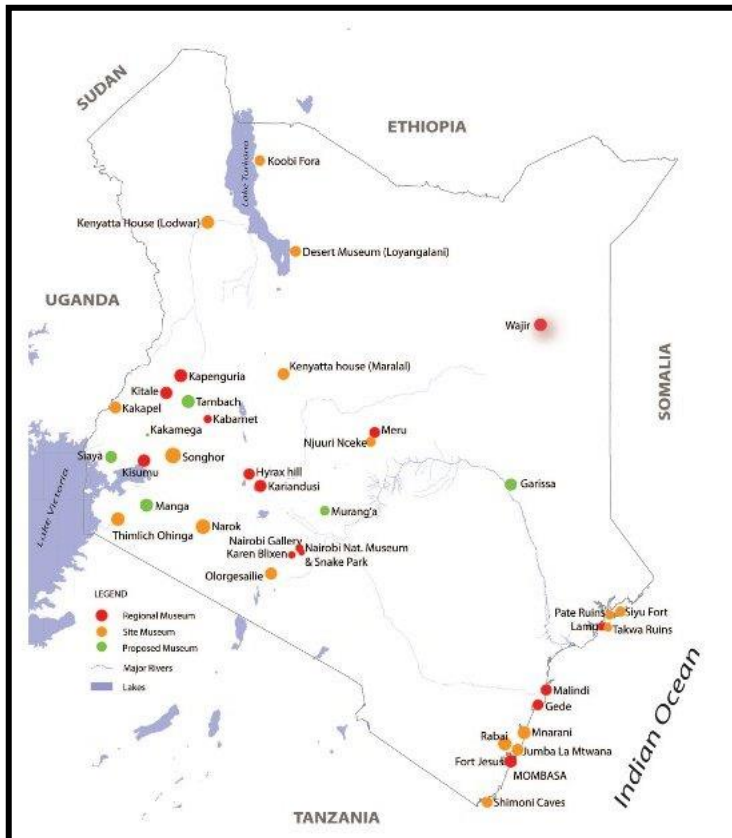 SUDAN
ETHIOPIA
Lake Turkana
Koobi Fora
Kenyatta House (Lodwar)
Desert Museum (Loyangalani)
UGANDA
Wajir
SOMALIA
Kenyatta house (Maralal)
Kapenguria
Kitale
Tambach
Kakapel
Kabarnet
Kakamega
Meru
Njuuri Nceke
Siaya
Kisumu
Songhor
Hyrax hill
Kariandusi
Garissa
Lake Victoria
Manga
Murang'a
Thimlich Ohinga
Narok
Nairobi Gallery
Nairobi Nat. Museum
& Snake Park
Karen Blixen
Olorgesailie
LEGEND
Regional Museum
Site Museum
Proposed Museum
Major Rivers
Lakes
Pate Ruins
Siyu Fort
Lamu
Takwa Ruins
Malindi
Gede
Mnarani
Rabai
Jumba La Mtwana
Fort Jesus
MOMBASA
Shimoni Caves
Indian Ocean
TANZANIA